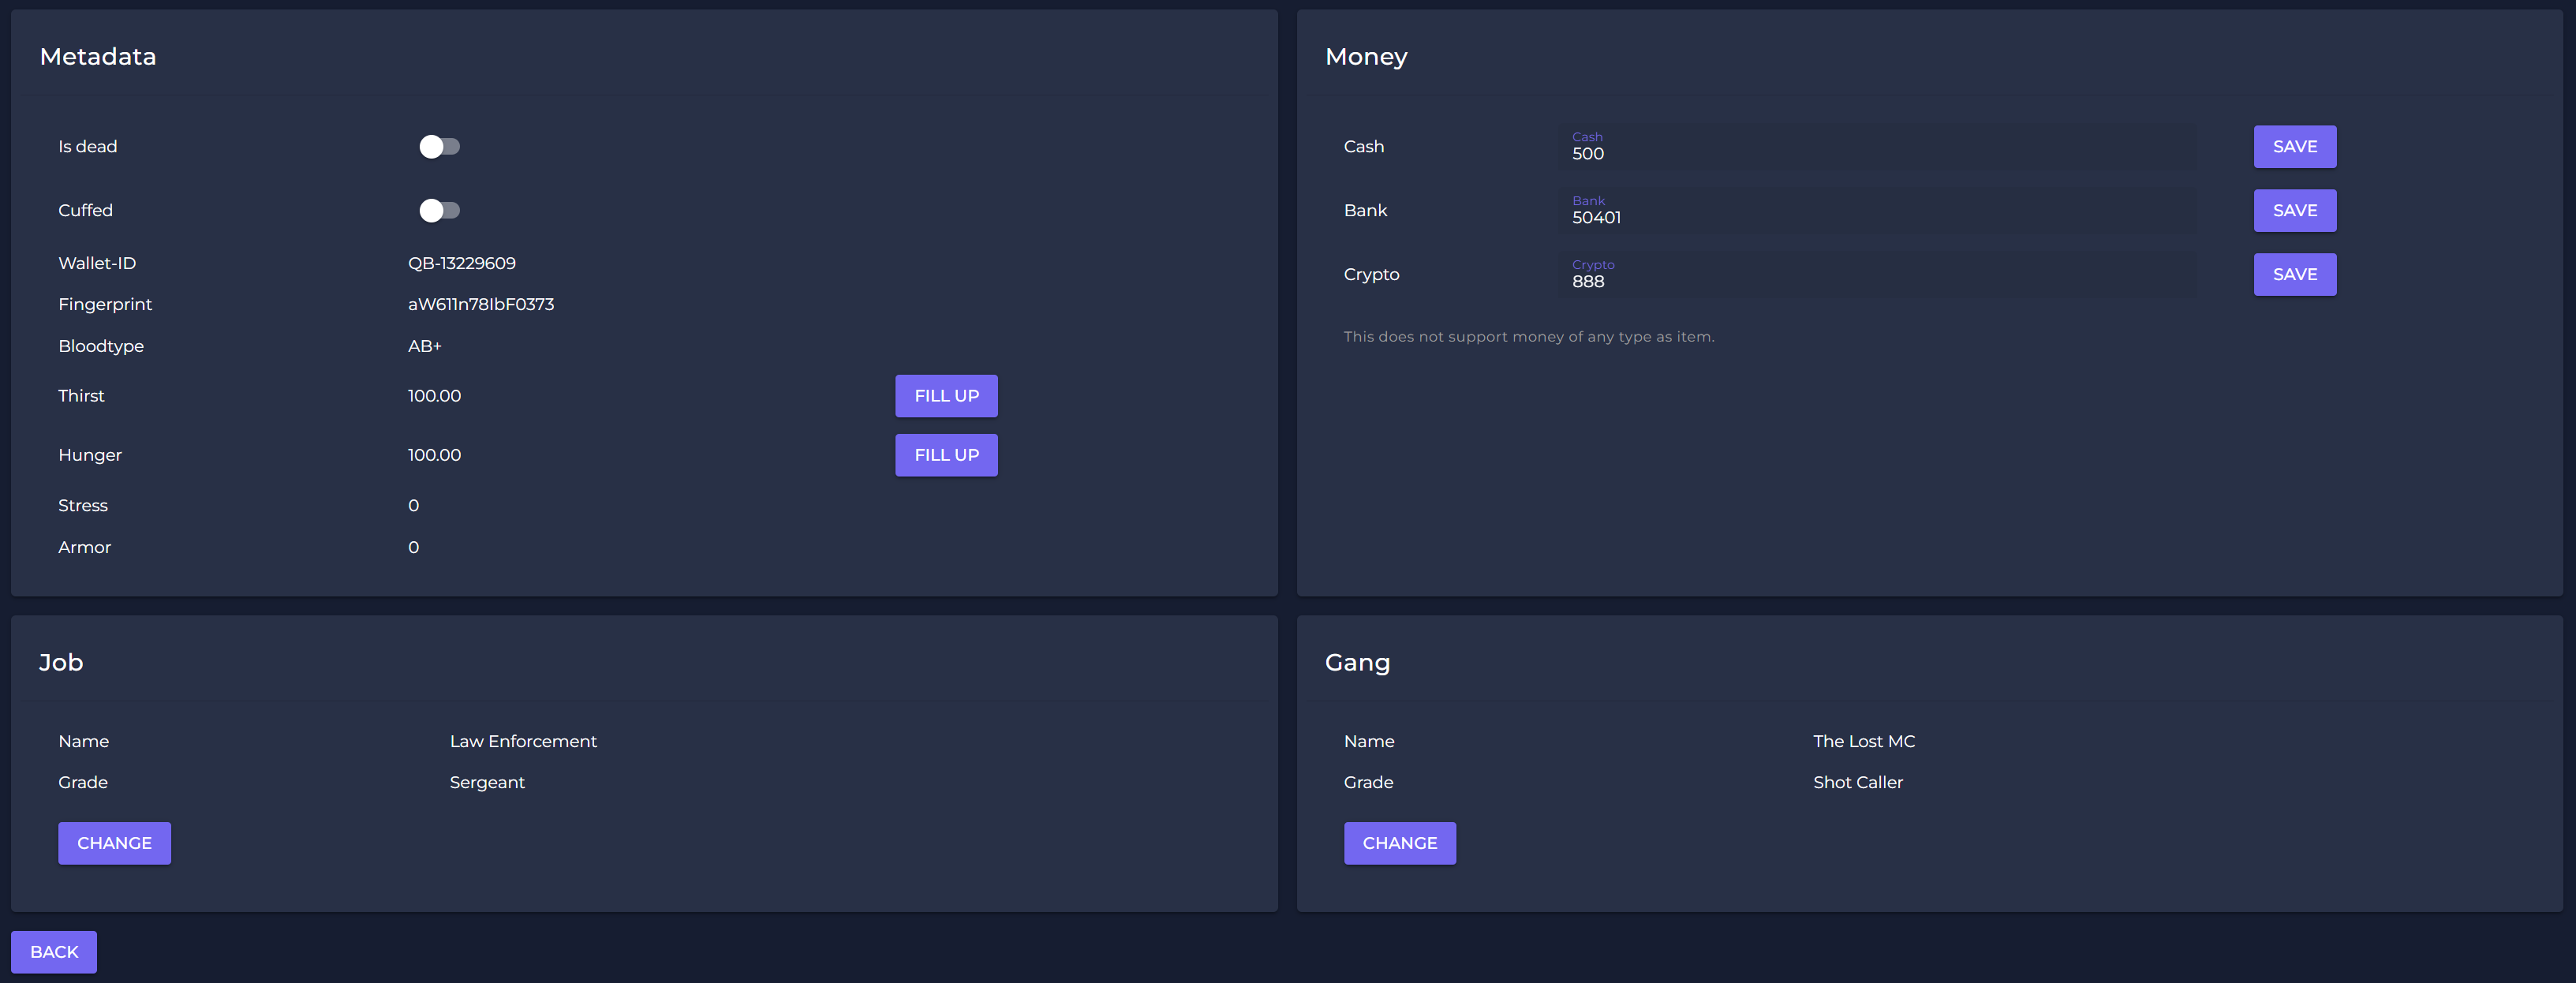 Metadata
Is dead
Cuffed
Wallet-ID QB-13229609
Fingerprint aW611n78IbF0373
Bloodtype AB+
Thirst 100.00 FILL UP
Hunger 100.00 FILL UP
Stress 0
Armor 0
Money
Cash Cash 500 SAVE
Bank Bank 50401 SAVE
Crypto Crypto 888 SAVE
This does not support money of any type as item.
Job
Name Law Enforcement
Grade Sergeant
CHANGE
Gang
Name The Lost MC
Grade Shot Caller
CHANGE
BACK